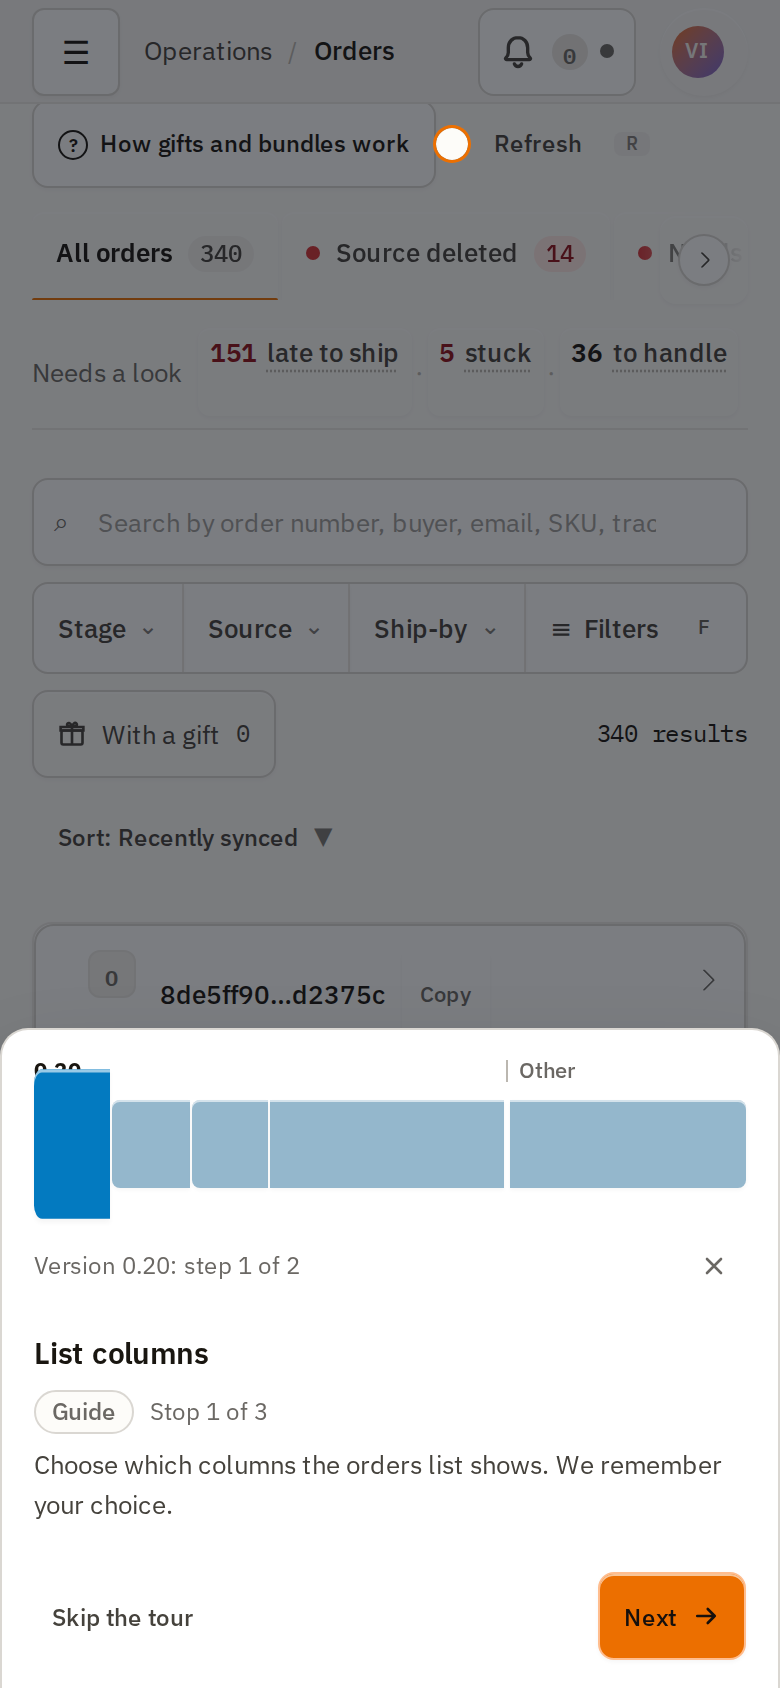 Operations / Orders
0
VI
How gifts and bundles work
Refresh R
All orders 340
Source deleted 14
Needs a look
151 late to ship · 5 stuck · 36 to handle
Search by order number, buyer, email, SKU, trac
Stage
Source
Ship-by
Filters F
With a gift 0
340 results
Sort: Recently synced
0
8de5ff90…d2375c
Copy
Other
Version 0.20: step 1 of 2
List columns
Guide Stop 1 of 3
Choose which columns the orders list shows. We remember
your choice.
Skip the tour
Next